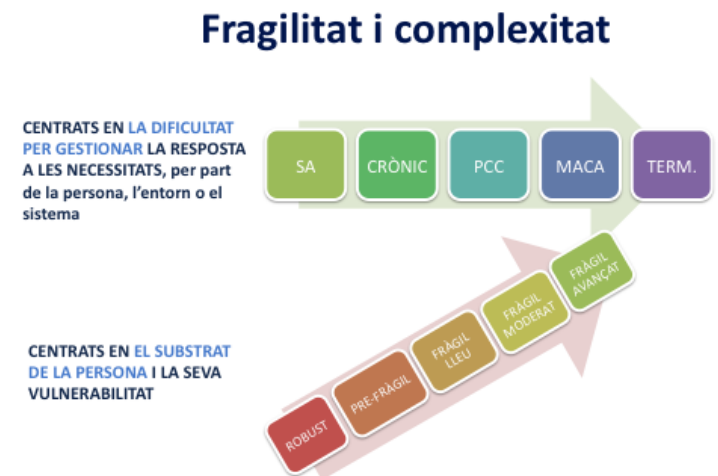 Fragilitat i complexitat
CENTRATS EN LA DIFICULTAT
PER GESTIONAR LA RESPOSTA
A LES NECESSITATS, per part
de la persona, l'entorn o el
sistema
SA
CRÒNIC
PCC
MACA
TERM.
CENTRATS EN EL SUBSTRAT
DE LA PERSONA I LA SEVA
VULNERABILITAT
ROBUST
PRE-FRÀGIL
FRÀGIL
LLEU
FRÀGIL
MODERAT
FRÀGIL
AVANÇAT